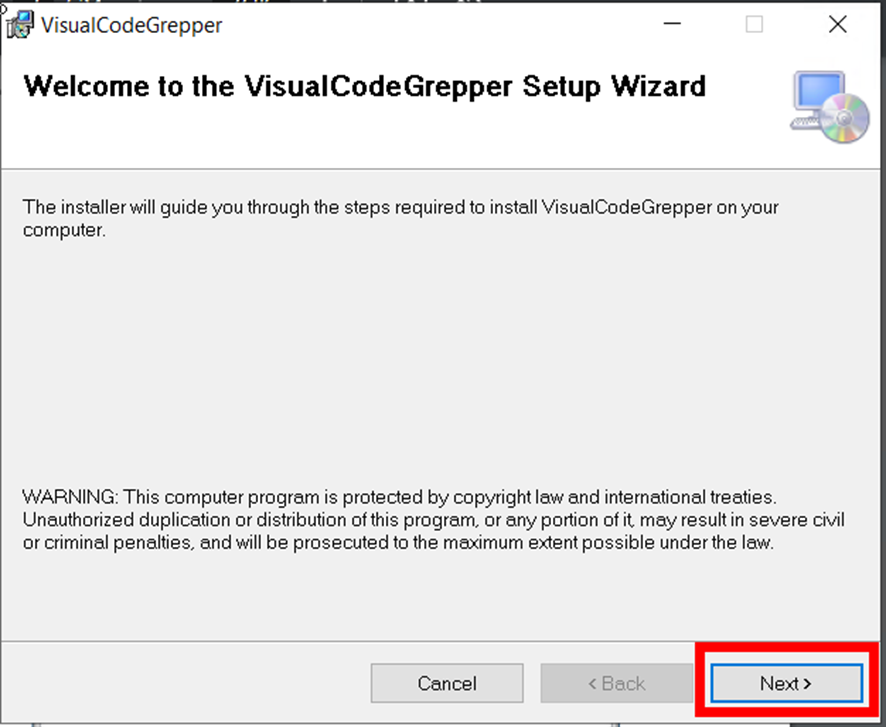 VisualCodeGrepper
Welcome to the VisualCodeGrepper Setup Wizard
The installer will guide you through the steps required to install VisualCodeGrepper on your
computer.
WARNING: This computer program is protected by copyright law and international treaties.
Unauthorized duplication or distribution of this program, or any portion of it, may result in severe civil
or criminal penalties, and will be prosecuted to the maximum extent possible under the law.
Cancel
< Back
Next >